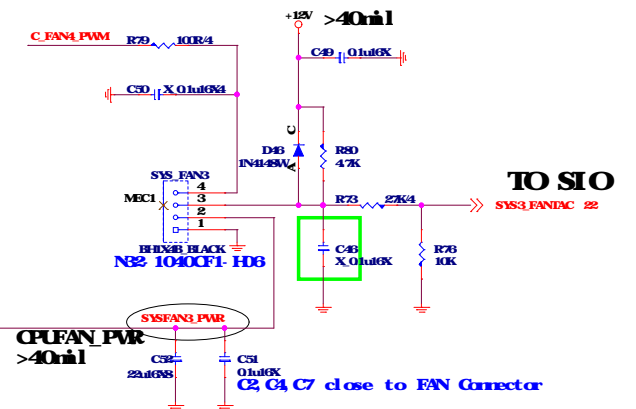 +12V >40mil
C_FAN4_PWM R79 100R/4
C49 0.1u16X
C50 X_0.1u16X4
D46 C R80
1N4148W A 4.7K
SYS_FAN3
MEC1 4
3 R73 27K/4 TO SIO
2 SYS3_FANTAC 22
1
BH1X4B_BLACK C46 R76
N32-1040CF1-H06 X_0.1u16X 10K
SYSFAN3_PWR
CPUFAN_PWR
>40mil C52 C51
22u16X8 0.1u16X
C2, C4, C7 close to FAN Connector